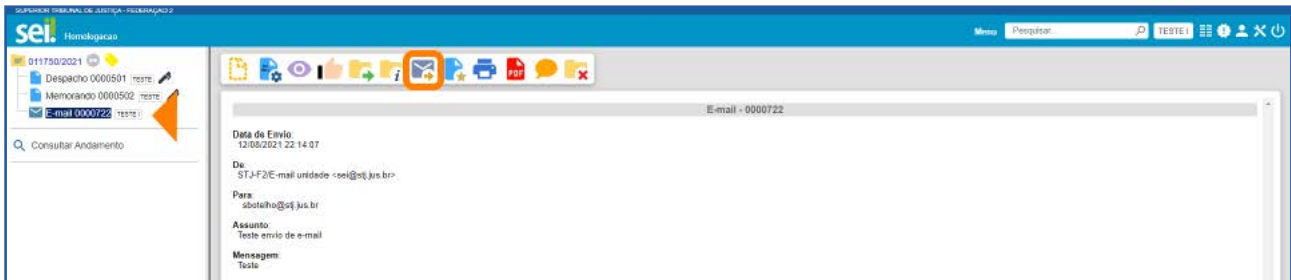 SUPERIOR TRIBUNAL DE JUSTIÇA - FEDERAÇÃO 2
sei! Homologacao
Menu Pesquisar... TESTE I
011750/2021
Despacho 0000501 TESTE
Memorando 0000502 TESTE
E-mail 0000722 TESTE I
Consultar Andamento
PDF
E-mail - 0000722
Data de Envio:
12/08/2021 22:14:07
De:
STJ-F2/E-mail unidade <sei@stj.jus.br>
Para:
sbotelho@stj.jus.br
Assunto:
Teste envio de e-mail
Mensagem:
Teste